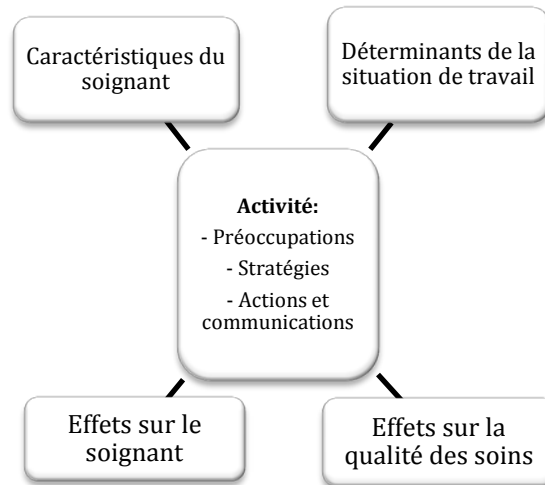 Caractéristiques du
soignant
Déterminants de la
situation de travail
Activité:
- Préoccupations
- Stratégies
- Actions et
communications
Effets sur le
soignant
Effets sur la
qualité des soins